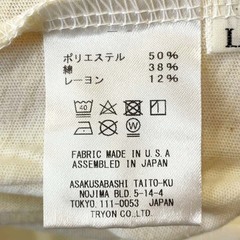 L
ポリエステル 50%
綿 38%
レーヨン 12%
40
FABRIC MADE IN U.S.A
ASSEMBLED IN JAPAN
ASAKUSABASHI TAITO-KU
NOJIMA BLD. 5-14-4
TOKYO. 111-0053 JAPAN
TRYON CO., LTD.